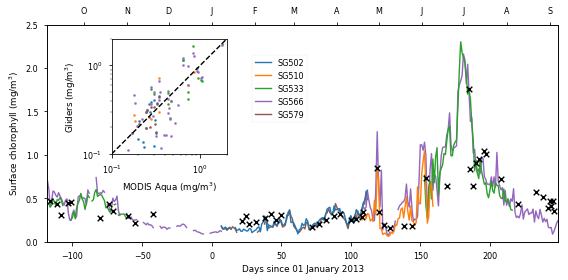 O N D J F M A M J J A S
2.5
2.0
1.5
1.0
0.5
0.0
Surface chlorophyll (mg/m³)
10⁰
10⁻¹
Gliders (mg/m³)
10⁻¹ 10⁰
MODIS Aqua (mg/m³)
SG502
SG510
SG533
SG566
SG579
−100 −50 0 50 100 150 200
Days since 01 January 2013